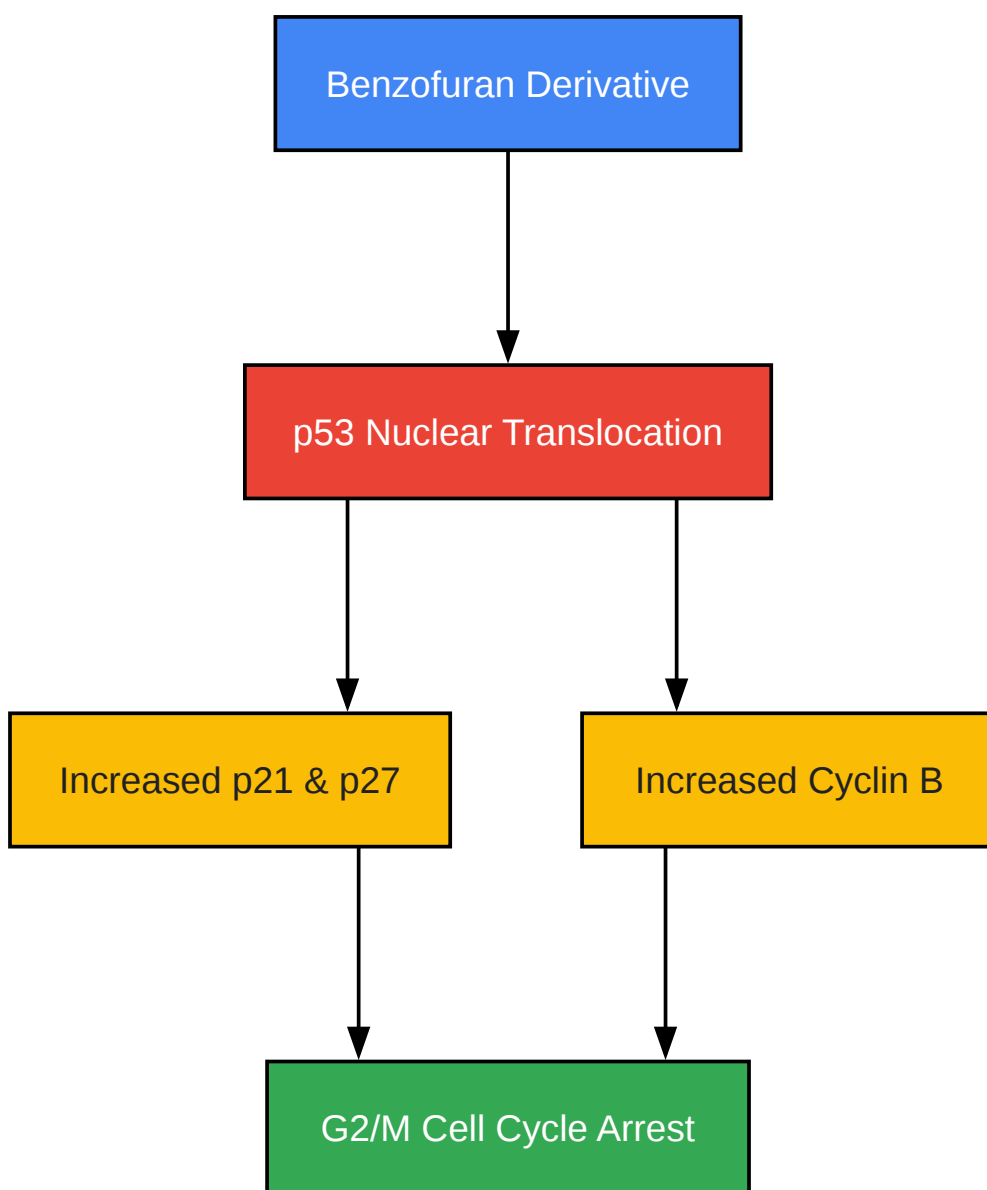 Benzofuran Derivative
p53 Nuclear Translocation
Increased p21 & p27
Increased Cyclin B
G2/M Cell Cycle Arrest